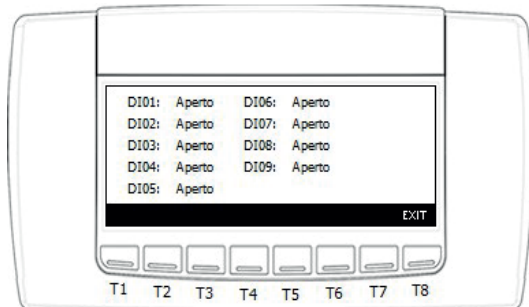 DI01: Aperto DI06: Aperto
DI02: Aperto DI07: Aperto
DI03: Aperto DI08: Aperto
DI04: Aperto DI09: Aperto
DI05: Aperto
EXIT
T1 T2 T3 T4 T5 T6 T7 T8